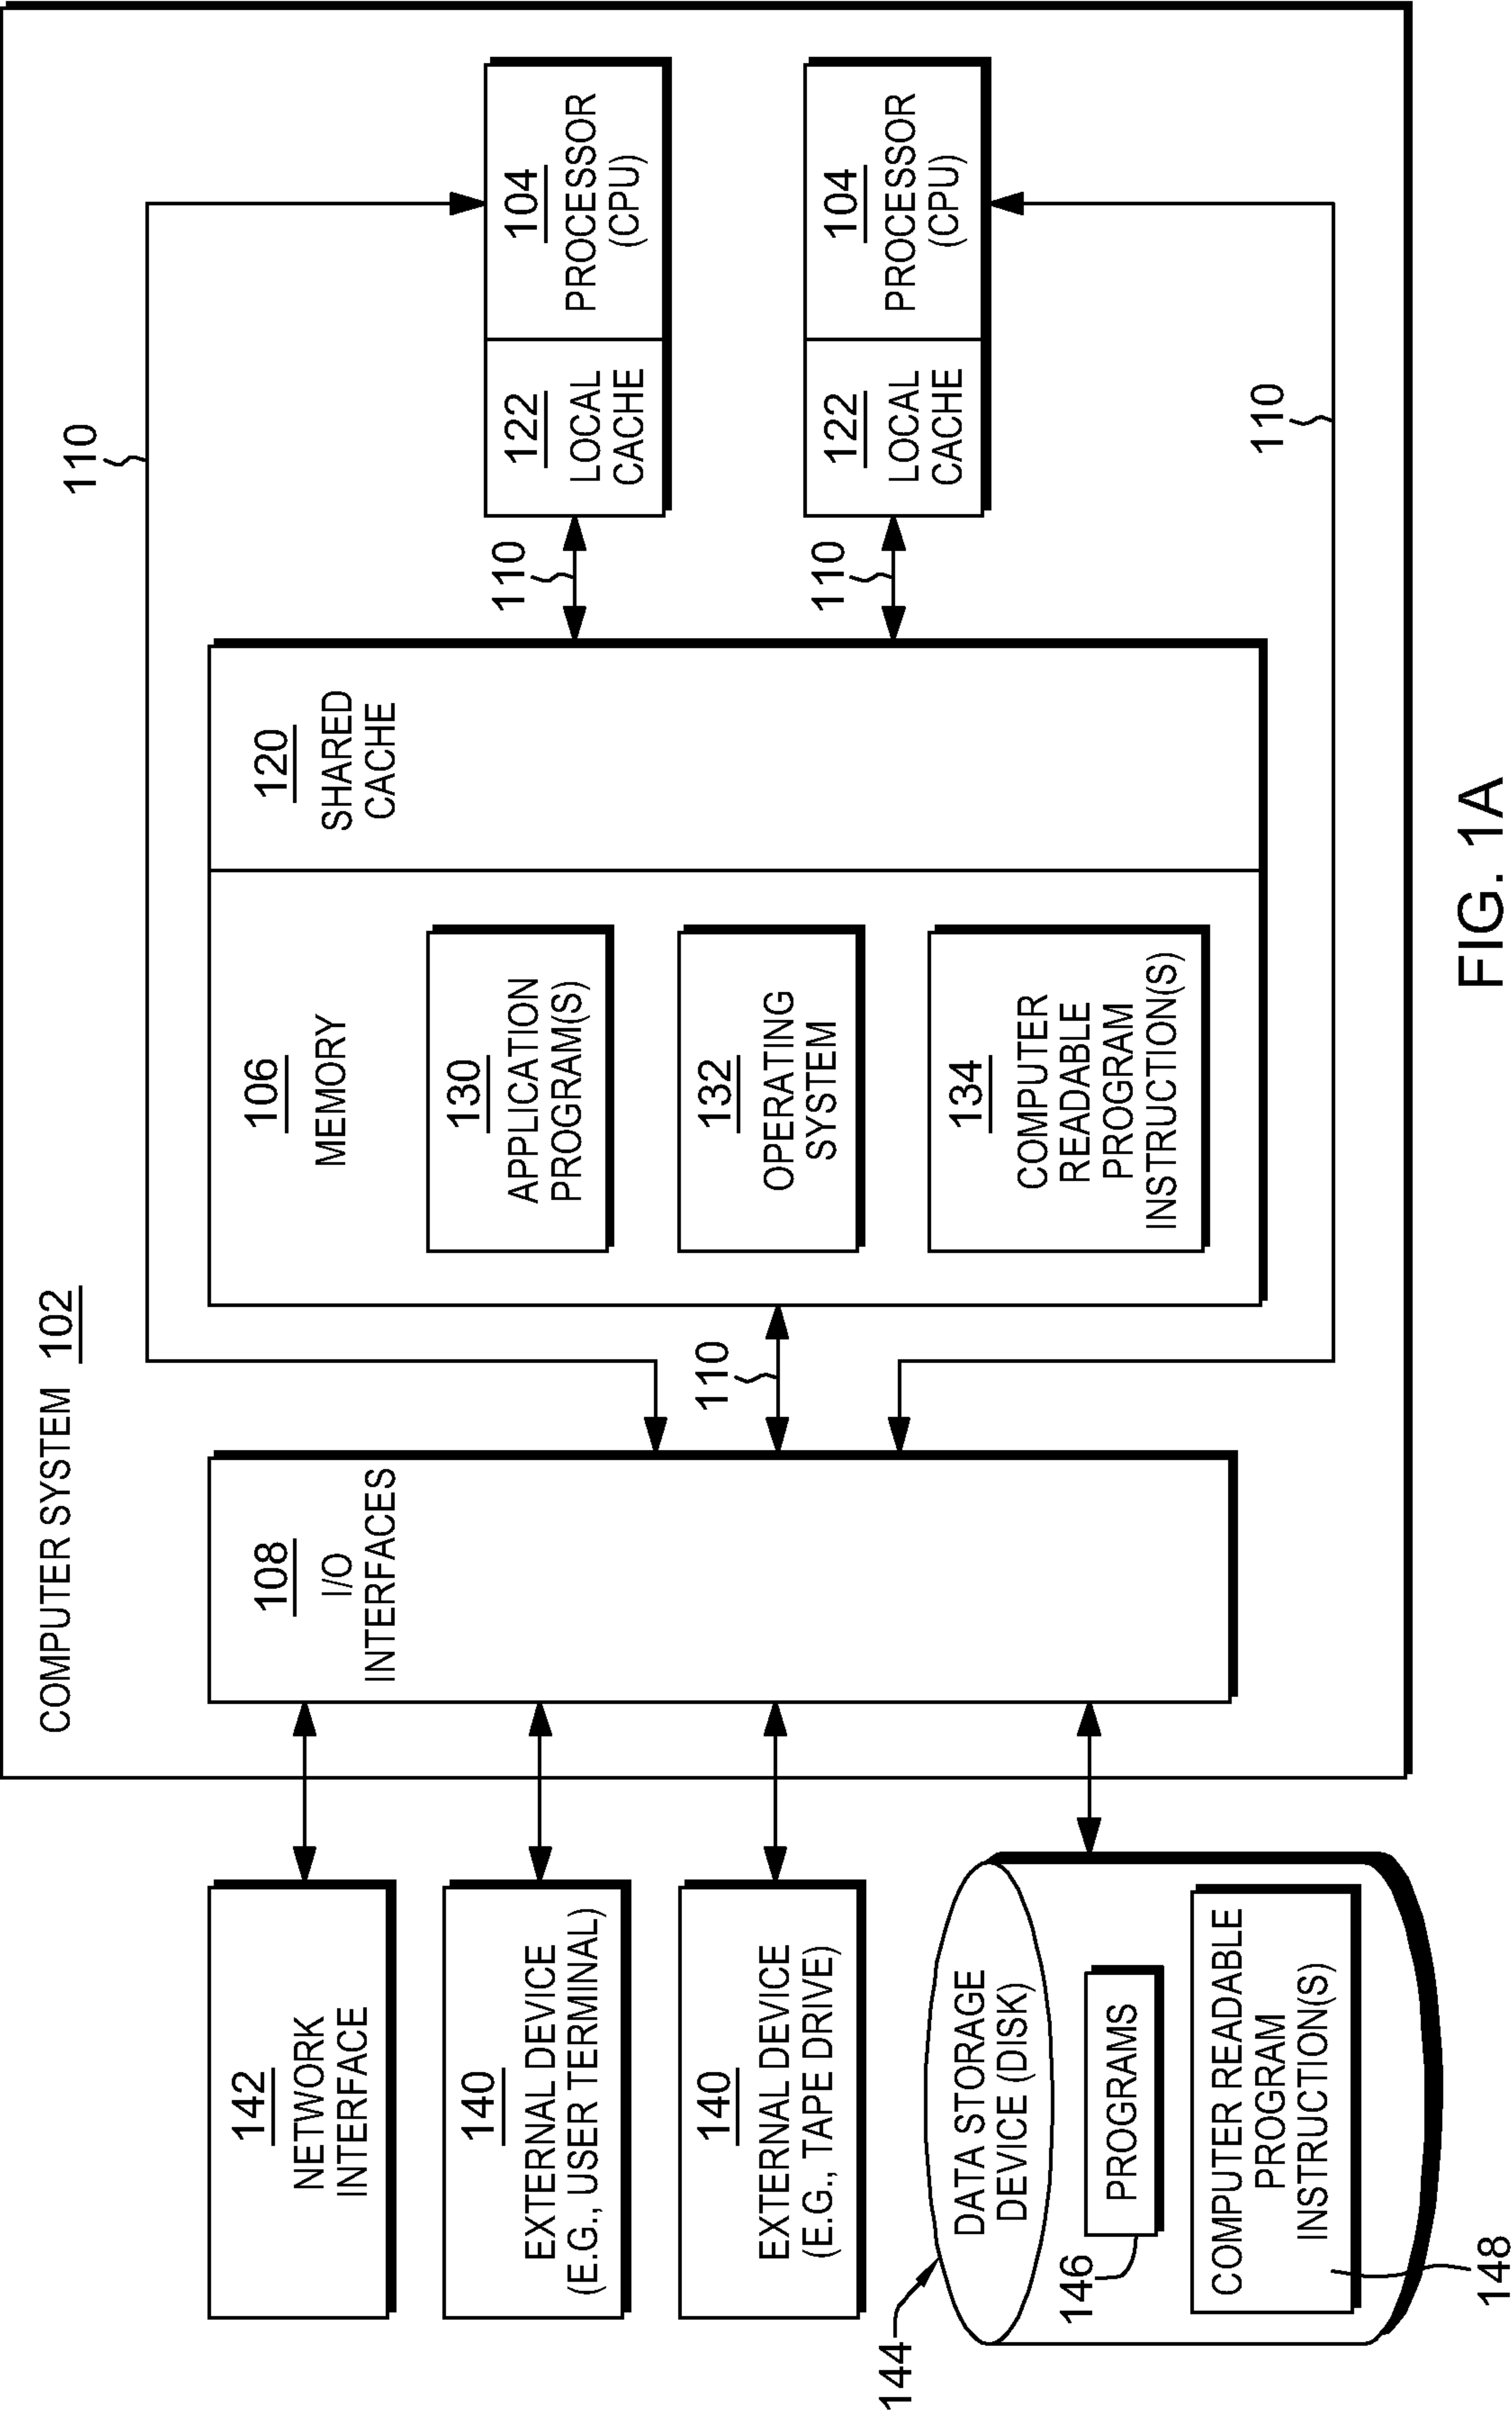 COMPUTER SYSTEM 102
142
NETWORK
INTERFACE
140
EXTERNAL DEVICE
(E.G., USER TERMINAL)
140
EXTERNAL DEVICE
(E.G., TAPE DRIVE)
144
DATA STORAGE
DEVICE (DISK)
146
PROGRAMS
COMPUTER READABLE
PROGRAM
INSTRUCTION(S)
148
108
I/O
INTERFACES
110
110
106
MEMORY
130
APPLICATION
PROGRAM(S)
132
OPERATING
SYSTEM
134
COMPUTER
READABLE
PROGRAM
INSTRUCTION(S)
120
SHARED
CACHE
110
110
122
LOCAL
CACHE
104
PROCESSOR
(CPU)
122
LOCAL
CACHE
104
PROCESSOR
(CPU)
110
FIG. 1A